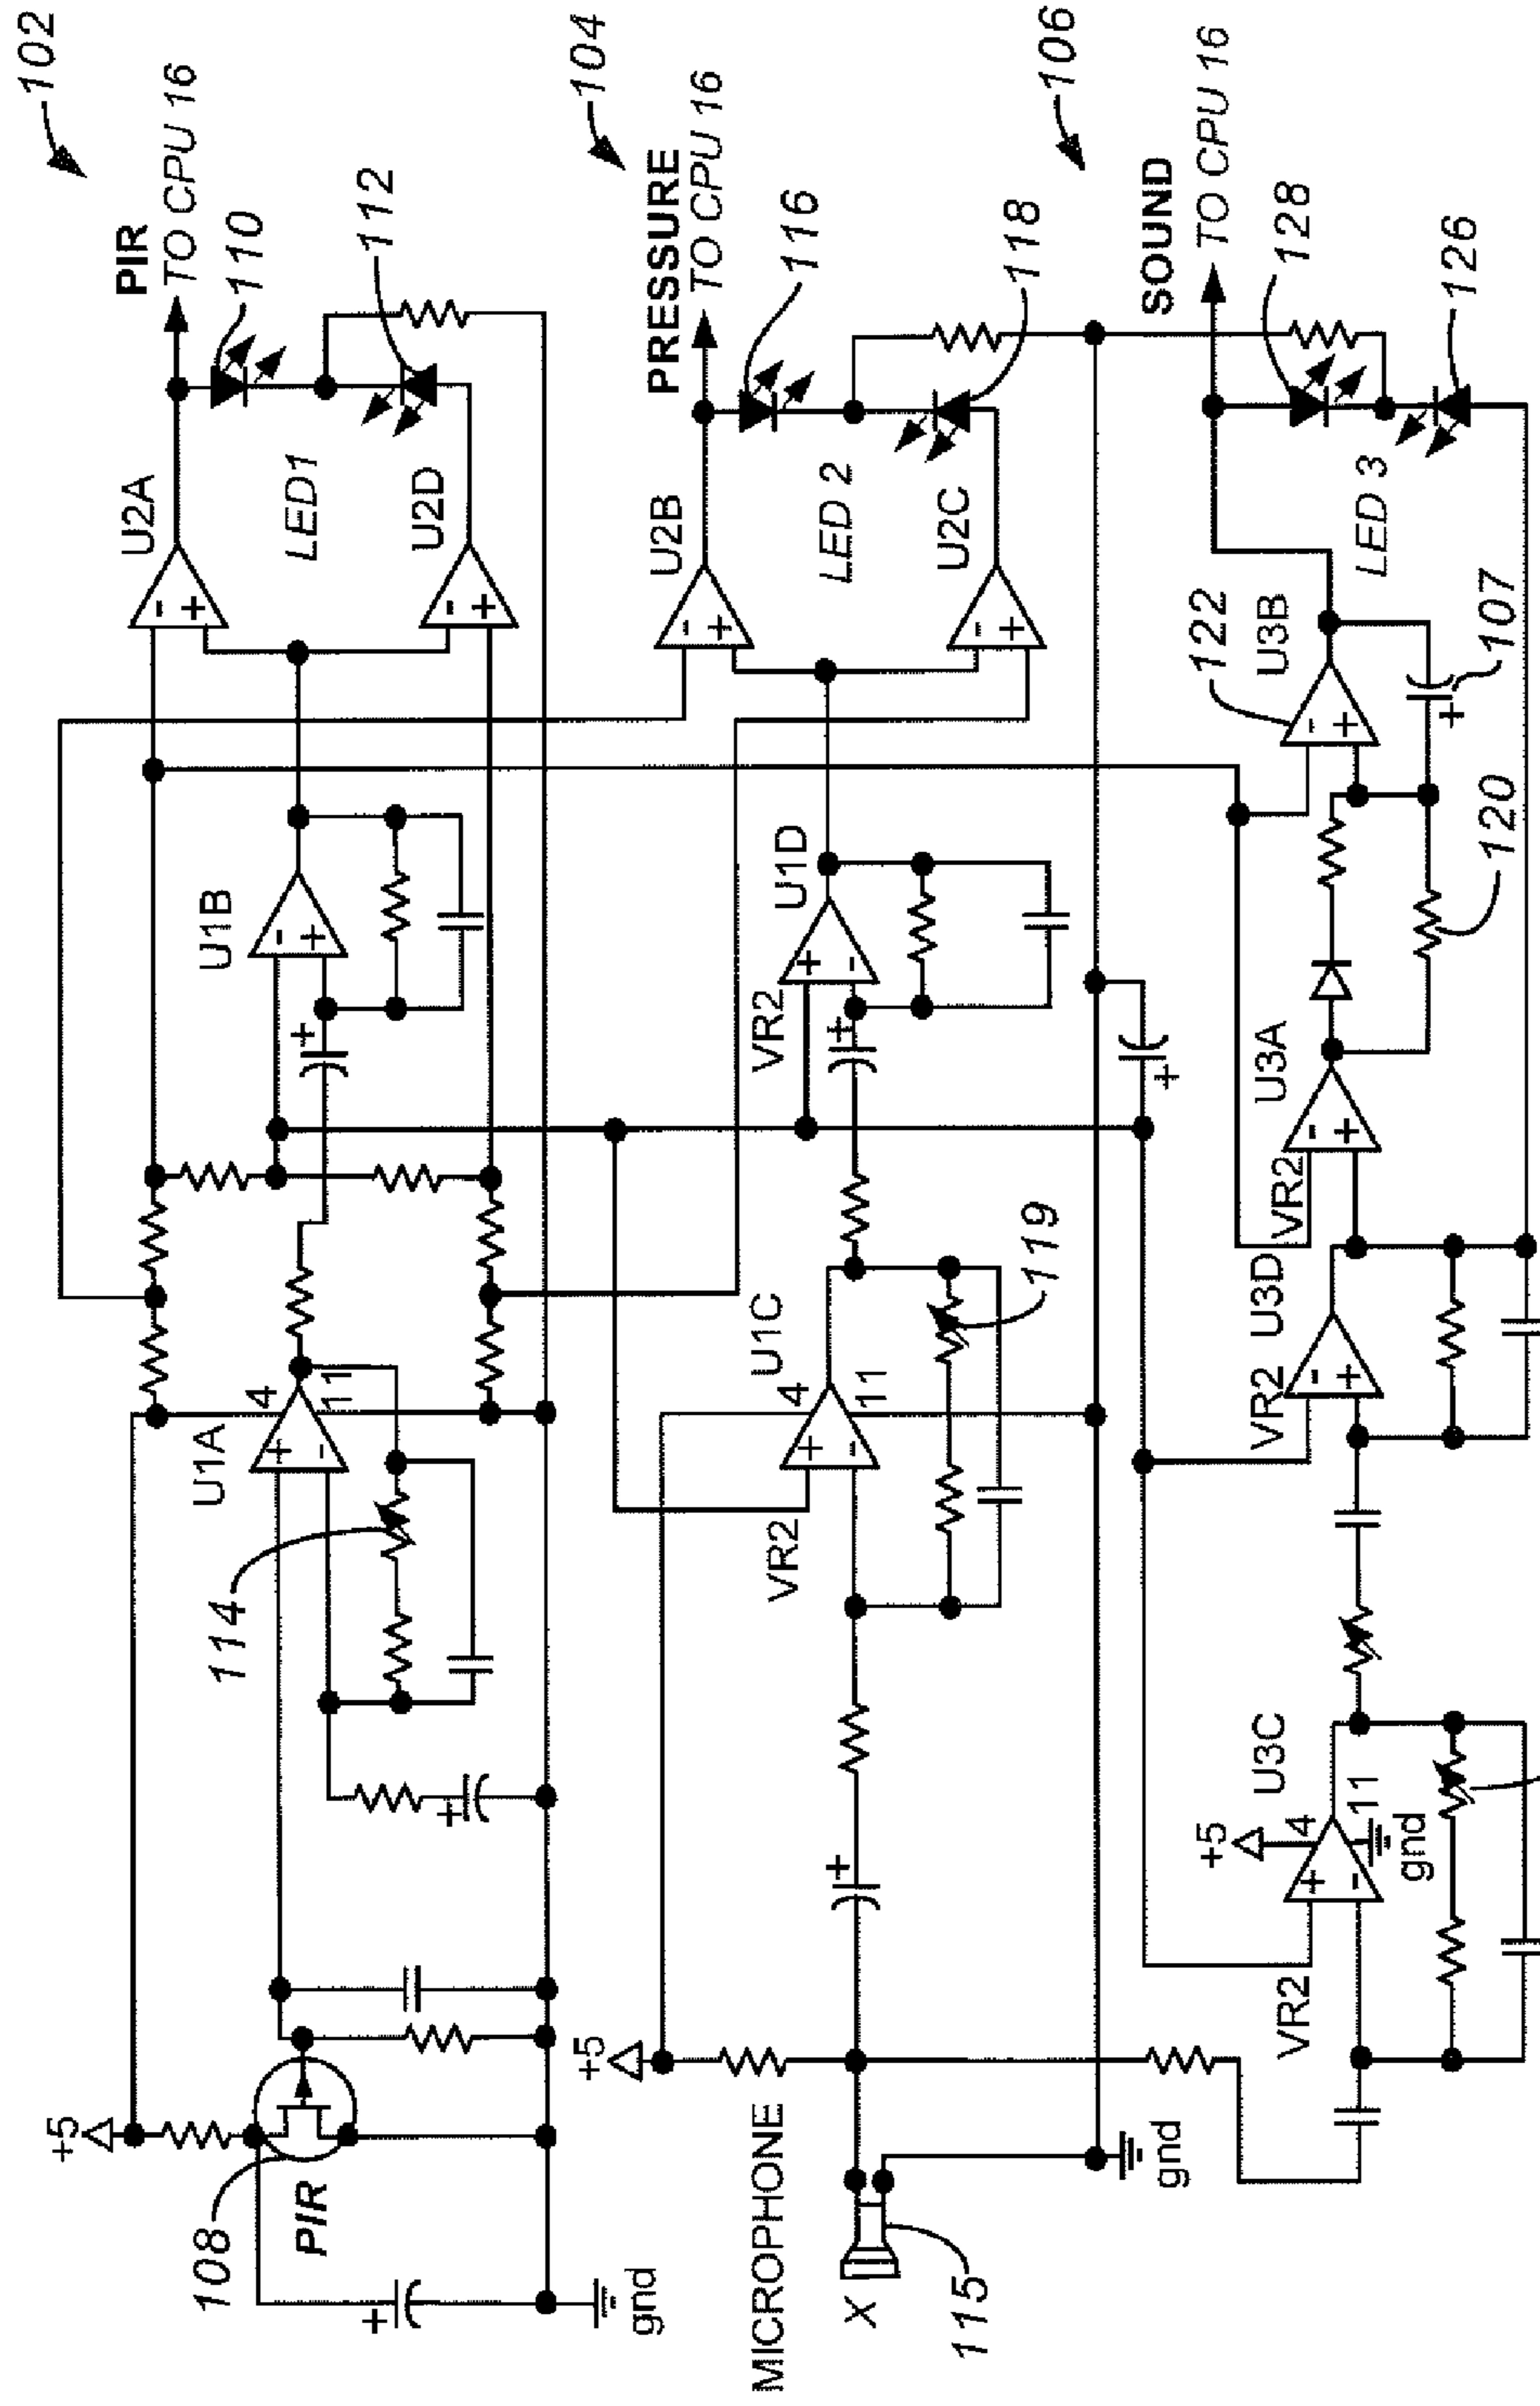 102
PIR
TO CPU 16
110
112
U2A
LED1
U2D
U1B
4
11
U1A
114
+5
108
PIR
+
+
+
gnd
104
PRESSURE
TO CPU 16
116
118
U2B
LED 2
U2C
U1D
VR2
+
+
119
U1C
4
11
VR2
+
+5
MICROPHONE
X
115
gnd
106
SOUND
TO CPU 16
128
126
LED 3
122
U3B
107
+
120
U3A
VR2
U3D
VR2
U3C
+5
4
11
gnd
VR2
- +
- +
- +
+ -
- +
- +
+ -
+ -
- +
- +
- +
+ -